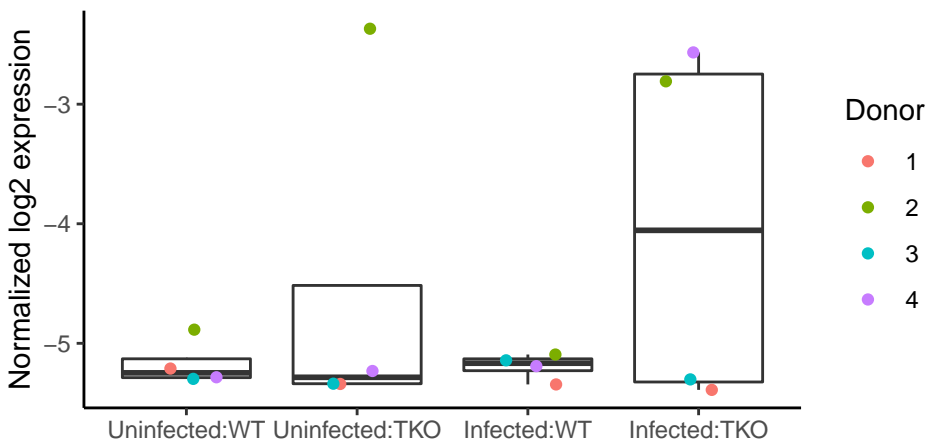 Normalized log2 expression
−3
−4
−5
Uninfected:WT
Uninfected:TKO
Infected:WT
Infected:TKO
Donor
1
2
3
4